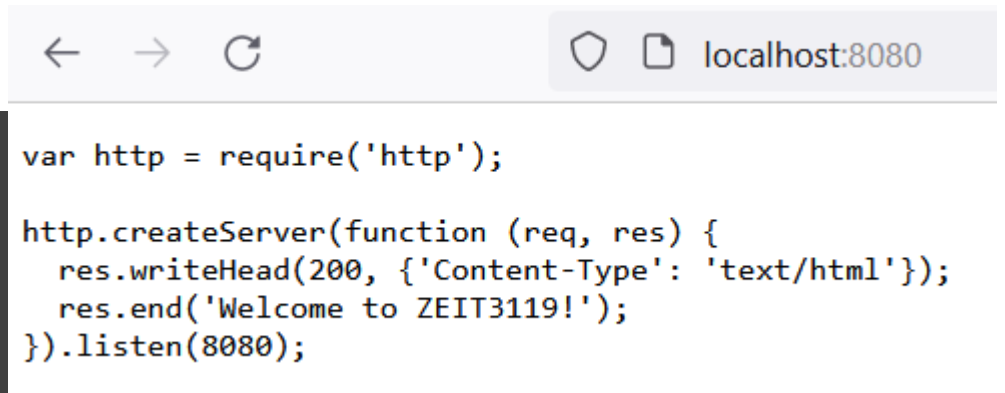 localhost:8080
var http = require('http');
http.createServer(function (req, res) {
  res.writeHead(200, {'Content-Type': 'text/html'});
  res.end('Welcome to ZEIT3119!');
}).listen(8080);